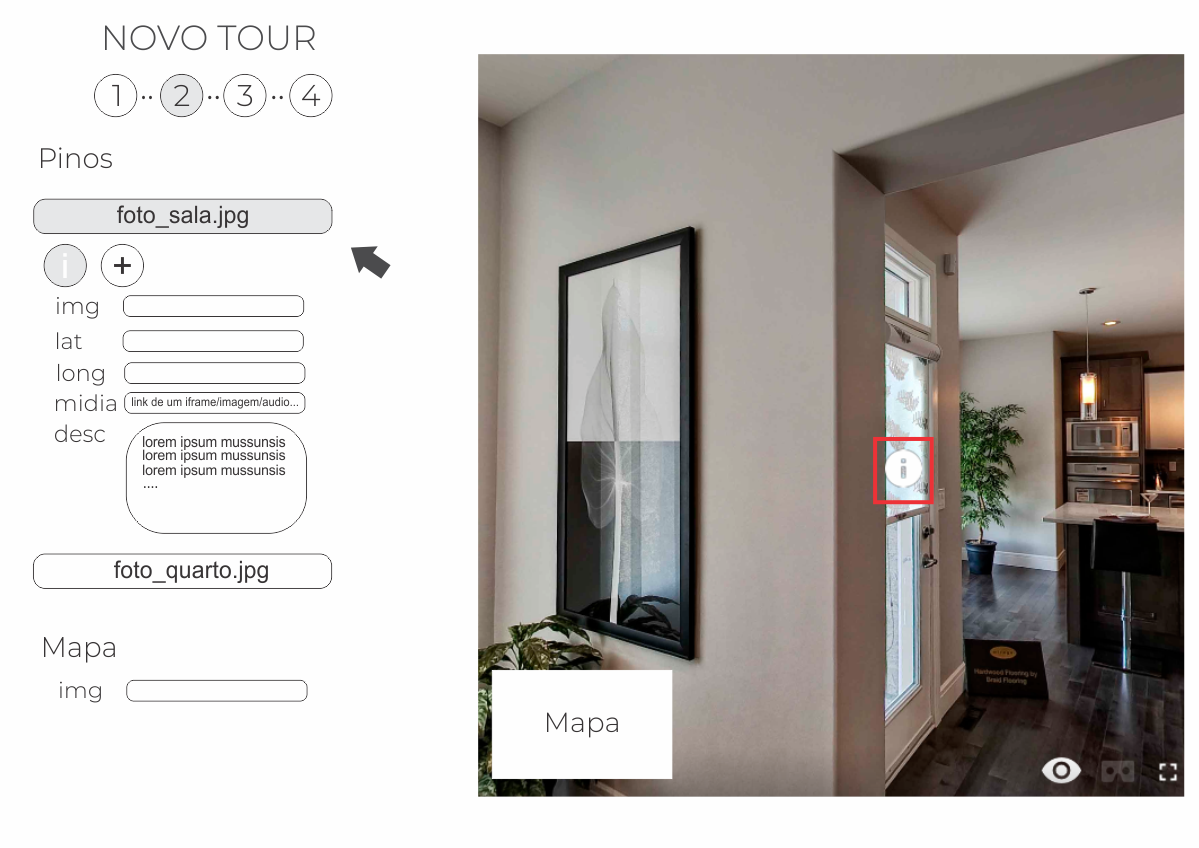 NOVO TOUR
1 .. 2 .. 3 .. 4
Pinos
foto_sala.jpg
i +
img
lat
long
midia link de um iframe/imagem/audio...
desc
lorem ipsum mussunsis
lorem ipsum mussunsis
lorem ipsum mussunsis
....
foto_quarto.jpg
Mapa
img
i
Hardwood Flooring by
Breid Flooring
Mapa